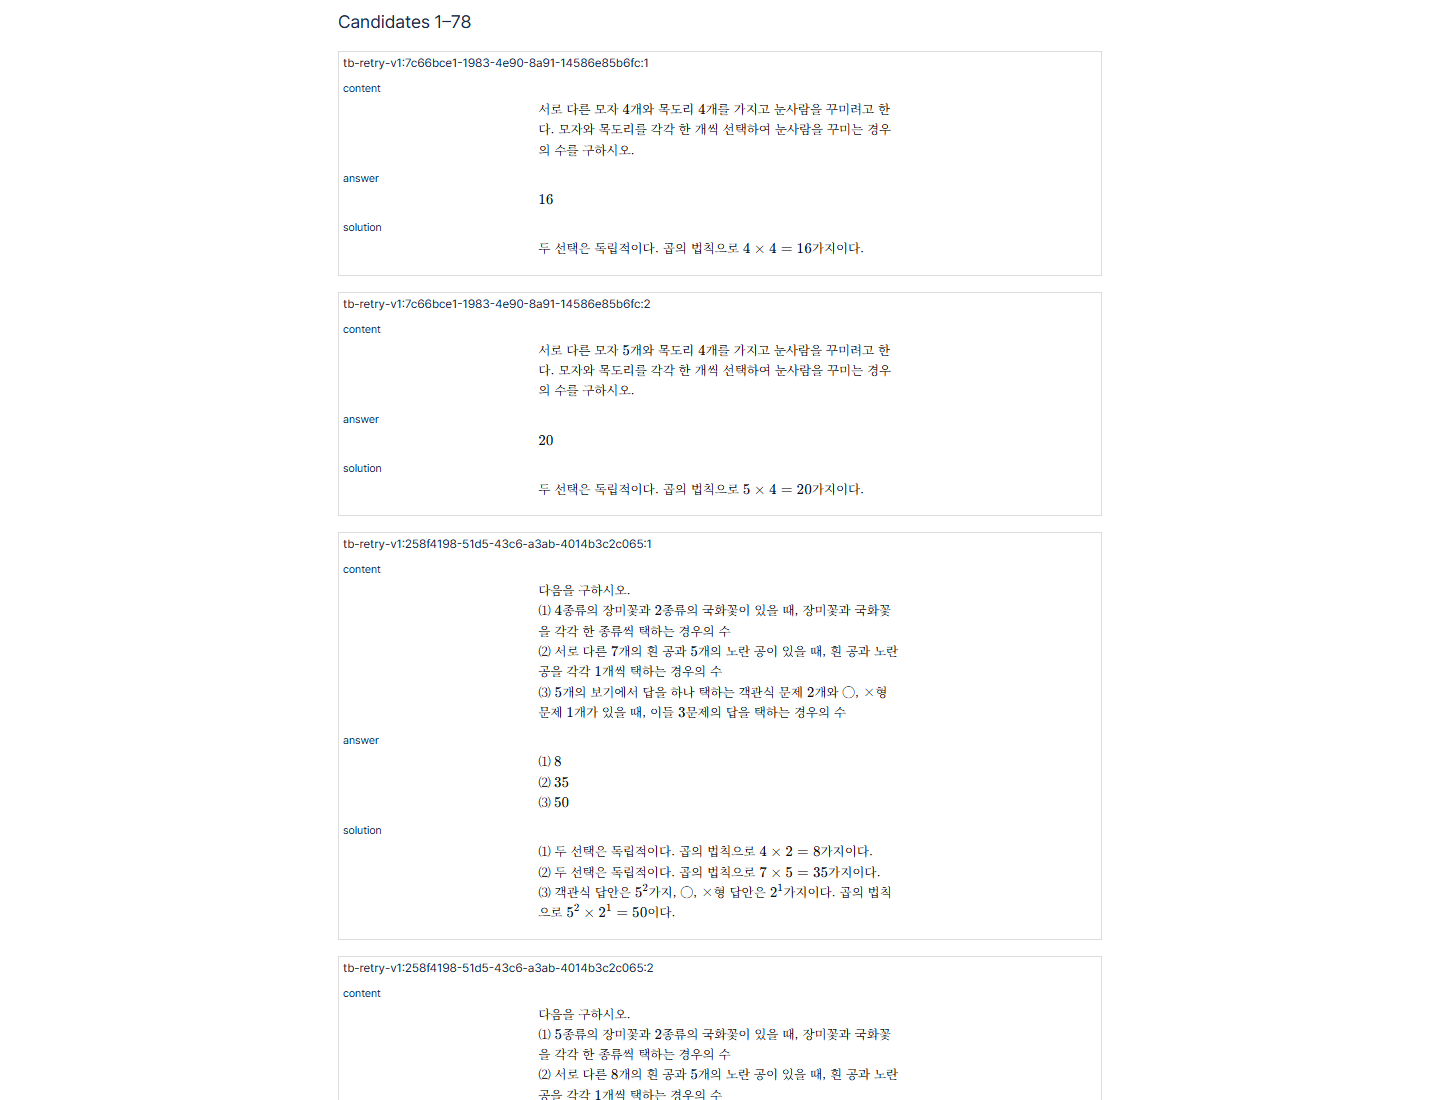 Candidates 1–78
tb-retry-v1:7c66bce1-1983-4e90-8a91-14586e85b6fc:1
content
서로 다른 모자 4개와 목도리 4개를 가지고 눈사람을 꾸미려고 한
다. 모자와 목도리를 각각 한 개씩 선택하여 눈사람을 꾸미는 경우
의 수를 구하시오.
answer
16
solution
두 선택은 독립적이다. 곱의 법칙으로 4 × 4 = 16가지이다.
tb-retry-v1:7c66bce1-1983-4e90-8a91-14586e85b6fc:2
content
서로 다른 모자 5개와 목도리 4개를 가지고 눈사람을 꾸미려고 한
다. 모자와 목도리를 각각 한 개씩 선택하여 눈사람을 꾸미는 경우
의 수를 구하시오.
answer
20
solution
두 선택은 독립적이다. 곱의 법칙으로 5 × 4 = 20가지이다.
tb-retry-v1:258f4198-51d5-43c6-a3ab-4014b3c2c065:1
content
다음을 구하시오.
(1) 4종류의 장미꽃과 2종류의 국화꽃이 있을 때, 장미꽃과 국화꽃
을 각각 한 종류씩 택하는 경우의 수
(2) 서로 다른 7개의 흰 공과 5개의 노란 공이 있을 때, 흰 공과 노란
공을 각각 1개씩 택하는 경우의 수
(3) 5개의 보기에서 답을 하나 택하는 객관식 문제 2개와 ◯, ×형
문제 1개가 있을 때, 이들 3문제의 답을 택하는 경우의 수
answer
(1) 8
(2) 35
(3) 50
solution
(1) 두 선택은 독립적이다. 곱의 법칙으로 4 × 2 = 8가지이다.
(2) 두 선택은 독립적이다. 곱의 법칙으로 7 × 5 = 35가지이다.
(3) 객관식 답안은 5²가지, ◯, ×형 답안은 2¹가지이다. 곱의 법칙
으로 5² × 2¹ = 50이다.
tb-retry-v1:258f4198-51d5-43c6-a3ab-4014b3c2c065:2
content
다음을 구하시오.
(1) 5종류의 장미꽃과 2종류의 국화꽃이 있을 때, 장미꽃과 국화꽃
을 각각 한 종류씩 택하는 경우의 수
(2) 서로 다른 8개의 흰 공과 5개의 노란 공이 있을 때, 흰 공과 노란
공을 각각 1개씩 택하는 경우의 수